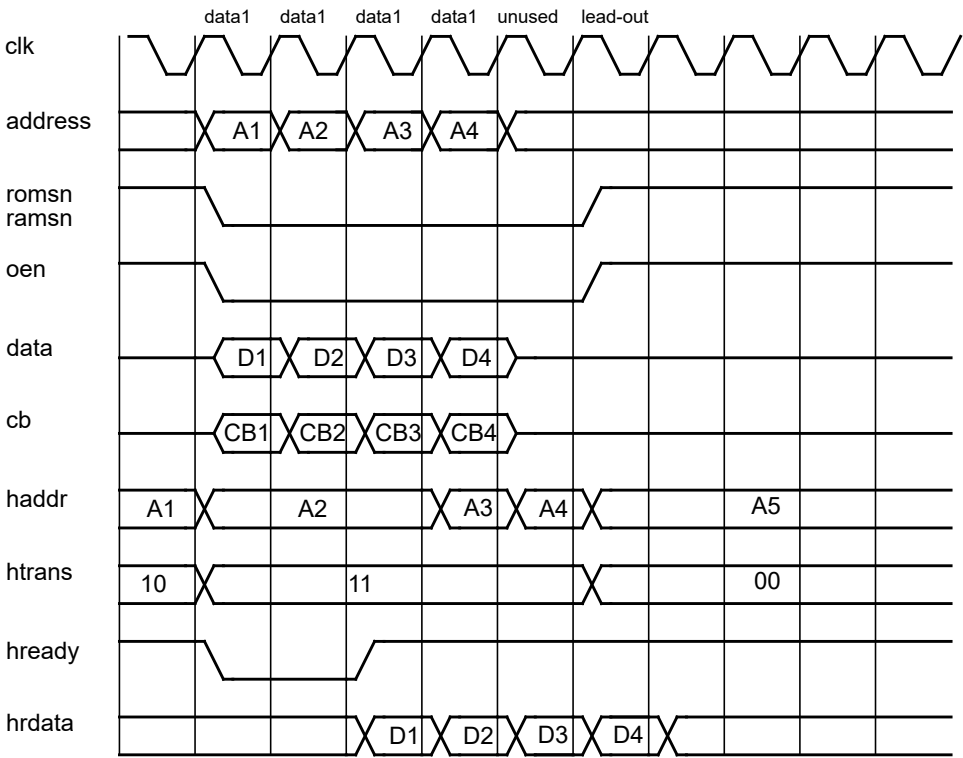 data1 data1 data1 data1 unused lead-out
clk
address A1 A2 A3 A4
romsn
ramsn
oen
data D1 D2 D3 D4
cb CB1 CB2 CB3 CB4
haddr A1 A2 A3 A4 A5
htrans 10 11 00
hready
hrdata D1 D2 D3 D4